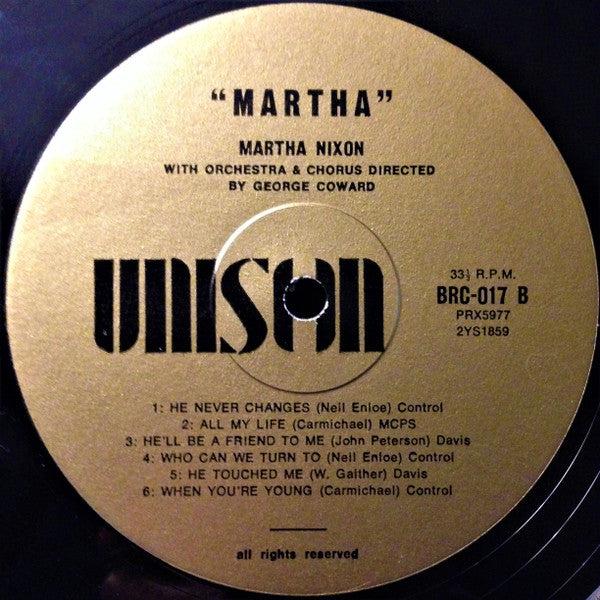 "MARTHA"
MARTHA NIXON
WITH ORCHESTRA & CHORUS DIRECTED
BY GEORGE COWARD
UNISON
33⅓ R.P.M.
BRC-017 B
PRX5977
2YS1859
1: HE NEVER CHANGES (Neil Enloe) Control
2: ALL MY LIFE (Carmichael) MCPS
3: HE'LL BE A FRIEND TO ME (John Peterson) Davis
4: WHO CAN WE TURN TO (Neil Enloe) Control
5: HE TOUCHED ME (W. Gaither) Davis
6: WHEN YOU'RE YOUNG (Carmichael) Control
all rights reserved